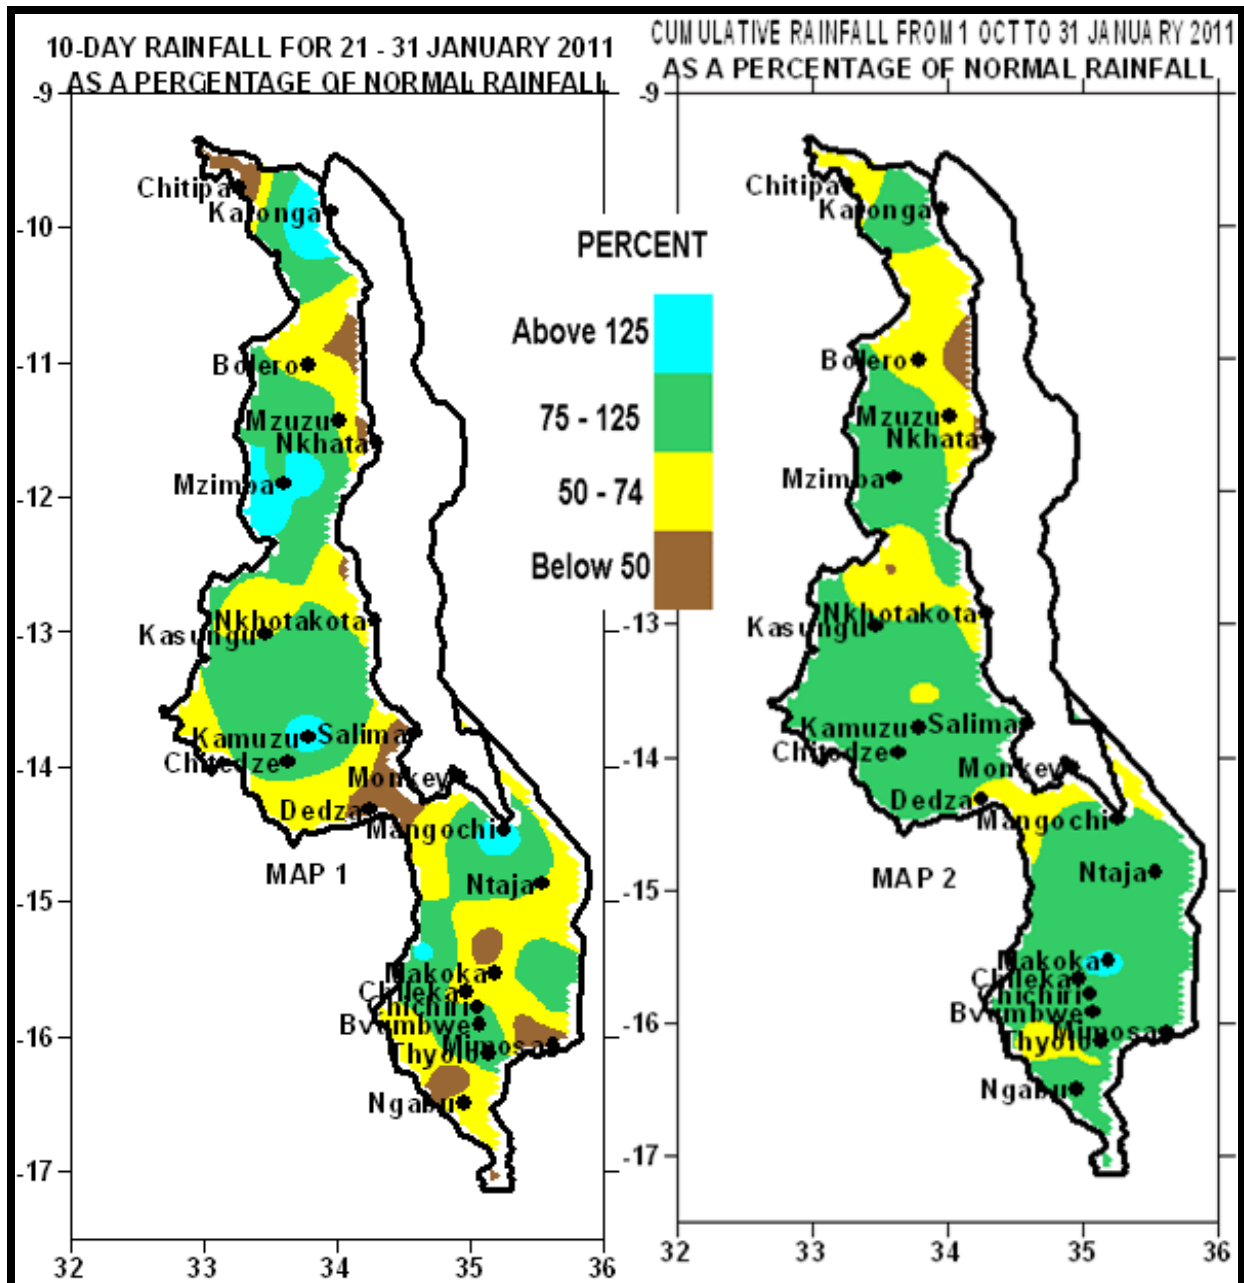 10-DAY RAINFALL FOR 21 - 31 JANUARY 2011
AS A PERCENTAGE OF NORMAL RAINFALL
CUMULATIVE RAINFALL FROM 1 OCT TO 31 JANUARY 2011
AS A PERCENTAGE OF NORMAL RAINFALL
-9
-10
-11
-12
-13
-14
-15
-16
-17
32
33
34
35
36
Chitipa
Karonga
Bolero
Mzuzu
Nkhata
Mzimba
Nkhotakota
Kasungu
Kamuzu
Salima
Chitedze
Monkey
Dedza
Mangochi
MAP 1
Ntaja
Makoka
Chileka
Chichiri
Bvumbwe
Mimosa
Thyolo
Ngabu
PERCENT
Above 125
75 - 125
50 - 74
Below 50
-9
-10
-11
-12
-13
-14
-15
-16
-17
32
33
34
35
36
Chitipa
Karonga
Bolero
Mzuzu
Nkhata
Mzimba
Nkhotakota
Kasungu
Kamuzu
Salima
Chitedze
Monkey
Dedza
Mangochi
MAP 2
Ntaja
Makoka
Chileka
Chichiri
Bvumbwe
Mimosa
Thyolo
Ngabu